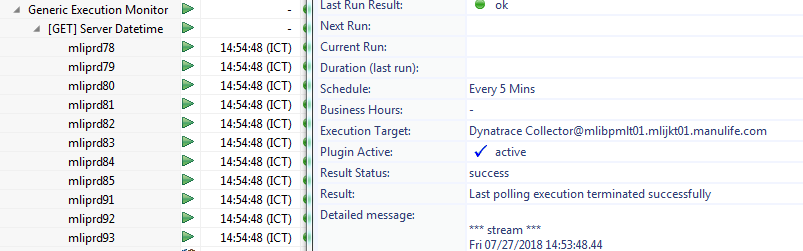 Generic Execution Monitor -
[GET] Server Datetime -
mliprd78 14:54:48 (ICT)
mliprd79 14:54:48 (ICT)
mliprd80 14:54:48 (ICT)
mliprd81 14:54:48 (ICT)
mliprd82 14:54:48 (ICT)
mliprd83 14:54:48 (ICT)
mliprd84 14:54:48 (ICT)
mliprd85 14:54:48 (ICT)
mliprd91 14:54:48 (ICT)
mliprd92 14:54:48 (ICT)
mliprd93 14:54:48 (ICT)
Last Run Result: ok
Next Run:
Current Run:
Duration (last run):
Schedule: Every 5 Mins
Business Hours: -
Execution Target: Dynatrace Collector@mlibpmlt01.mlijkt01.manulife.com
Plugin Active: active
Result Status: success
Result: Last polling execution terminated successfully
Detailed message:
*** stream ***
Fri 07/27/2018 14:53:48.44